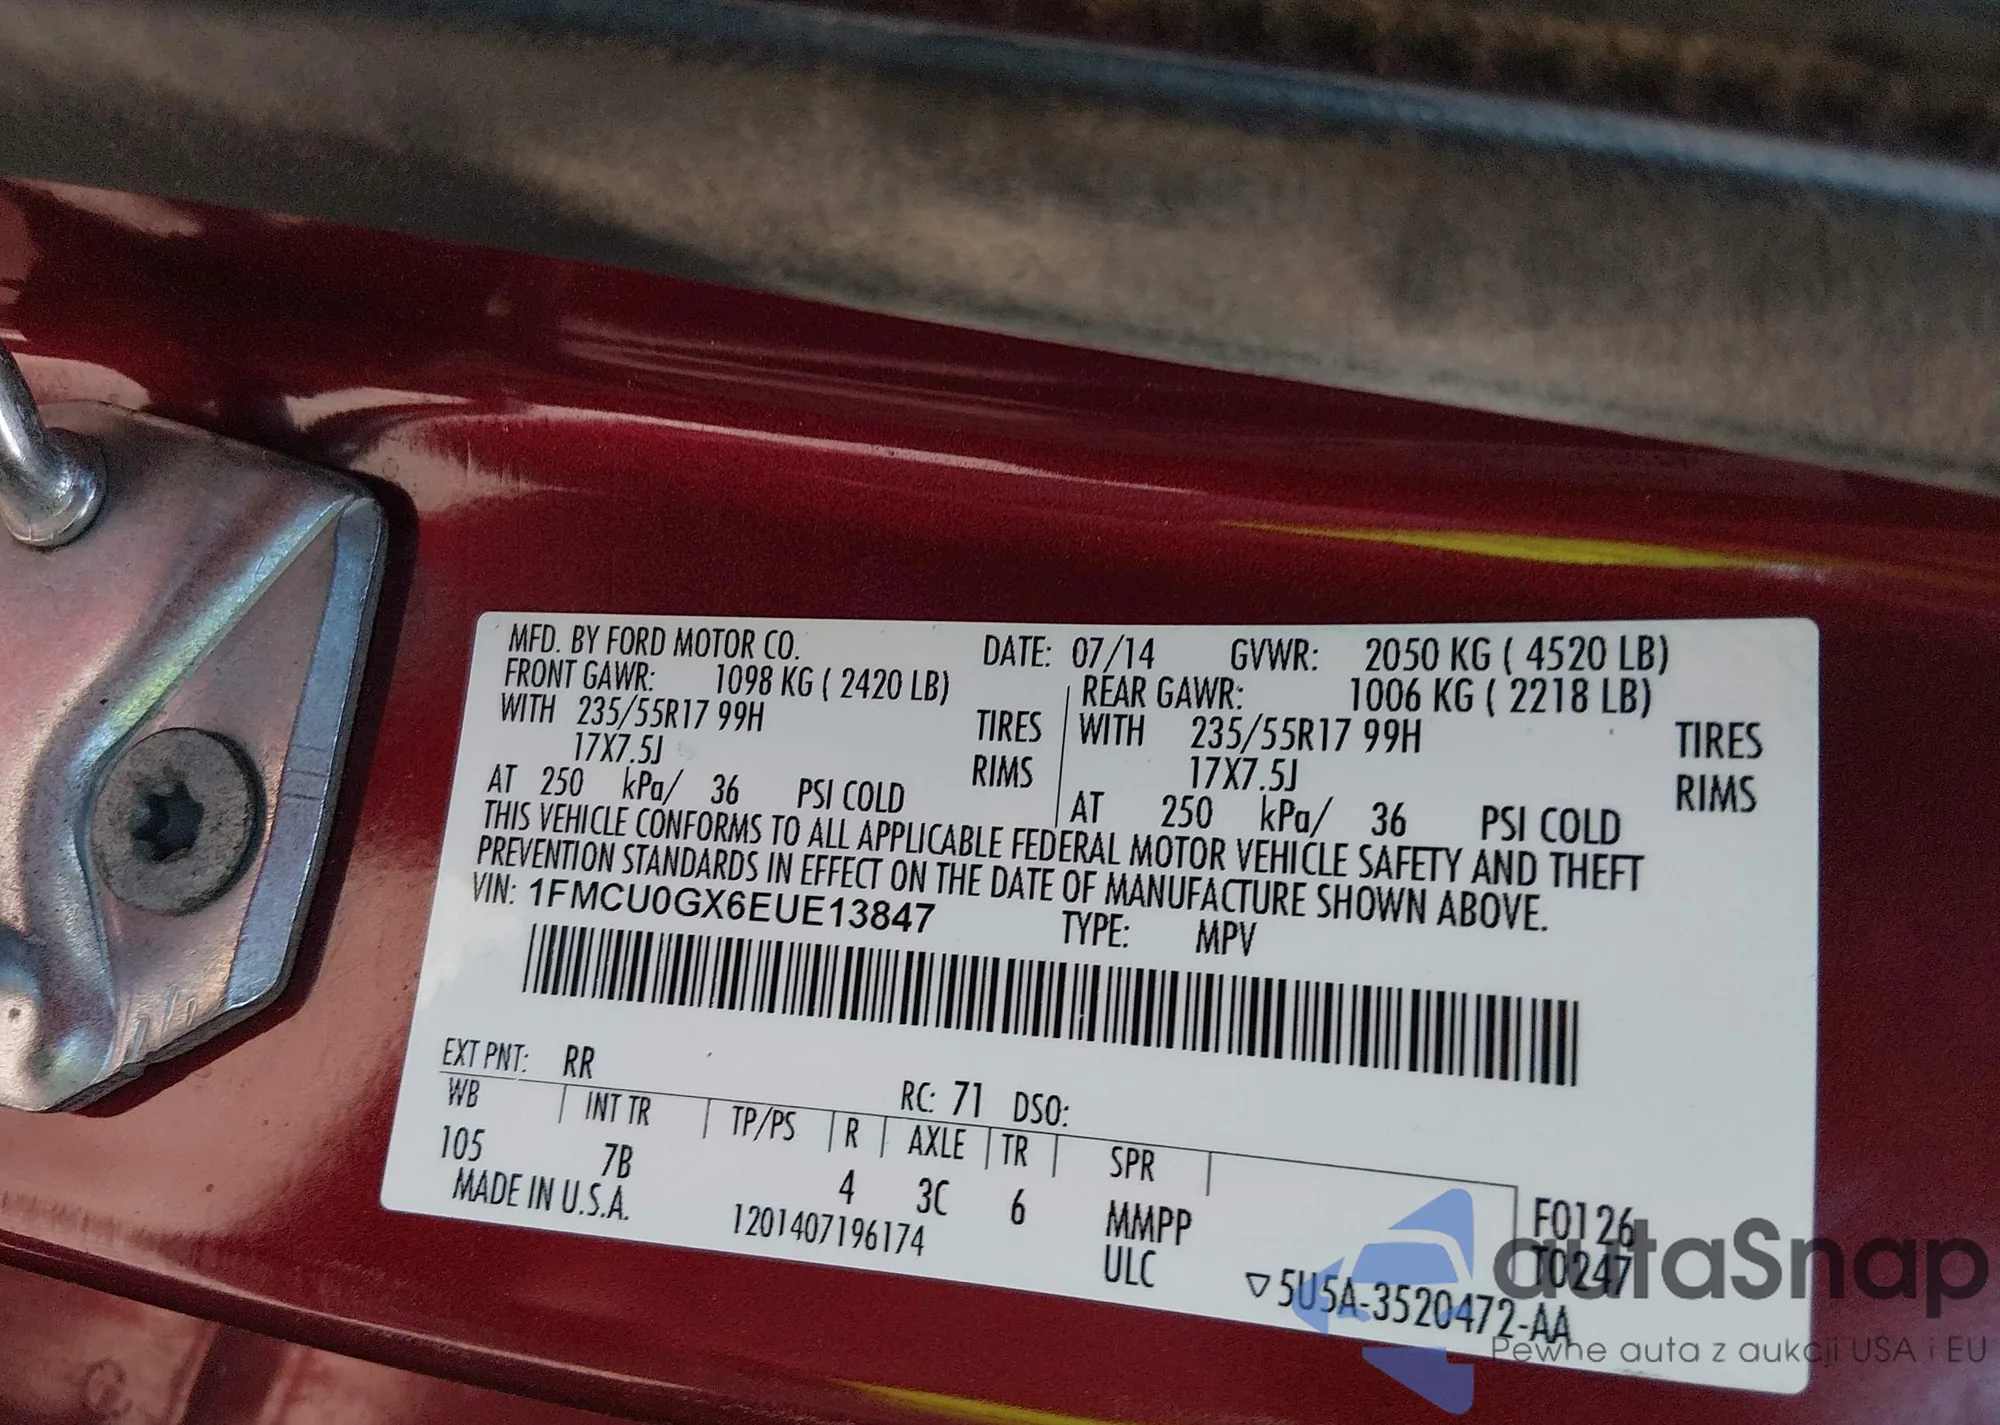 MFD. BY FORD MOTOR CO. DATE: 07/14 GVWR: 2050 KG ( 4520 LB)
FRONT GAWR: 1098 KG ( 2420 LB) REAR GAWR: 1006 KG ( 2218 LB)
WITH 235/55R17 99H TIRES WITH 235/55R17 99H TIRES
17X7.5J RIMS 17X7.5J RIMS
AT 250 kPa/ 36 PSI COLD AT 250 kPa/ 36 PSI COLD
THIS VEHICLE CONFORMS TO ALL APPLICABLE FEDERAL MOTOR VEHICLE SAFETY AND THEFT
PREVENTION STANDARDS IN EFFECT ON THE DATE OF MANUFACTURE SHOWN ABOVE.
VIN: 1FMCU0GX6EUE13847 TYPE: MPV
EXT PNT: RR RC: 71 DSO:
WB INT TR TP/PS R AXLE TR SPR
105 7B 4 3C 6 MMPP F0126
MADE IN U.S.A. 1201407196174 ULC T0247
▽5U5A-3520472-AA
autaSnap
Pewne auta z aukcji USA i EU